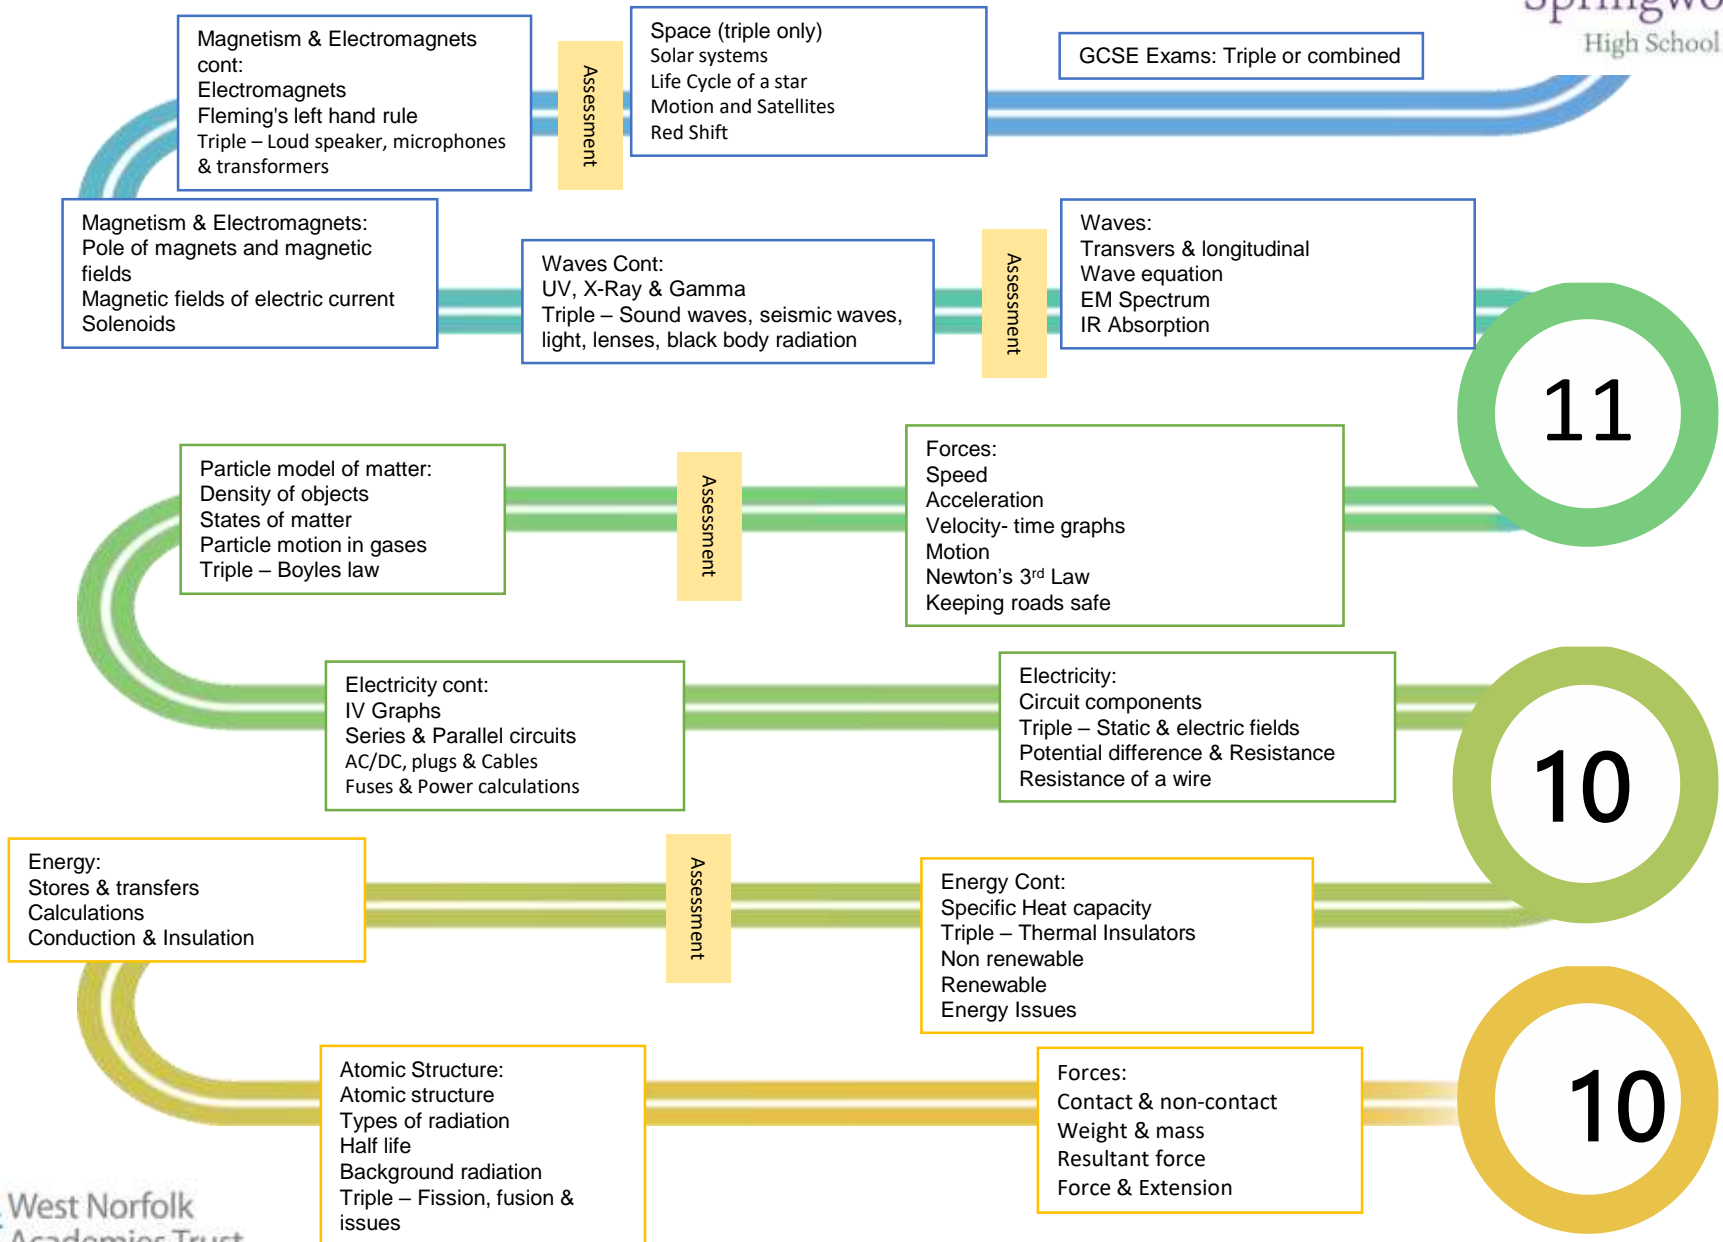 Springwo
High School
Magnetism & Electromagnets
cont:
Electromagnets
Fleming's left hand rule
Triple – Loud speaker, microphones
& transformers
Assessment
Space (triple only)
Solar systems
Life Cycle of a star
Motion and Satellites
Red Shift
GCSE Exams: Triple or combined
Magnetism & Electromagnets:
Pole of magnets and magnetic
fields
Magnetic fields of electric current
Solenoids
Waves Cont:
UV, X-Ray & Gamma
Triple – Sound waves, seismic waves,
light, lenses, black body radiation
Assessment
Waves:
Transvers & longitudinal
Wave equation
EM Spectrum
IR Absorption
11
Particle model of matter:
Density of objects
States of matter
Particle motion in gases
Triple – Boyles law
Assessment
Forces:
Speed
Acceleration
Velocity- time graphs
Motion
Newton's 3rd Law
Keeping roads safe
Electricity cont:
IV Graphs
Series & Parallel circuits
AC/DC, plugs & Cables
Fuses & Power calculations
Electricity:
Circuit components
Triple – Static & electric fields
Potential difference & Resistance
Resistance of a wire
10
Energy:
Stores & transfers
Calculations
Conduction & Insulation
Assessment
Energy Cont:
Specific Heat capacity
Triple – Thermal Insulators
Non renewable
Renewable
Energy Issues
Atomic Structure:
Atomic structure
Types of radiation
Half life
Background radiation
Triple – Fission, fusion &
issues
Forces:
Contact & non-contact
Weight & mass
Resultant force
Force & Extension
10
West Norfolk
Academies Trust